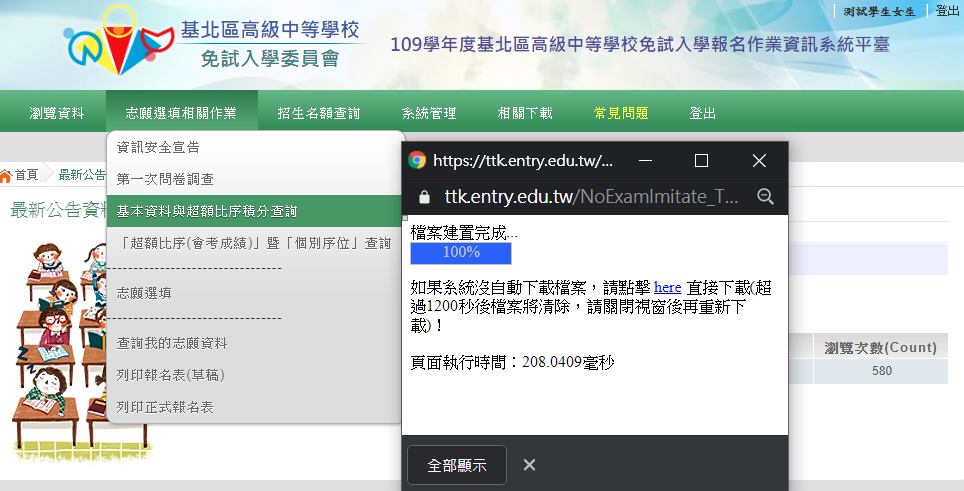 測試學生女生
登出
基北區高級中等學校
免試入學委員會
109學年度基北區高級中等學校免試入學報名作業資訊系統平臺
瀏覽資料
志願選填相關作業
招生名額查詢
系統管理
相關下載
常見問題
登出
首頁
最新公告
最新公告資料
資訊安全宣告
第一次問卷調查
基本資料與超額比序積分查詢
「超額比序(會考成績)」暨「個別序位」查詢
志願選填
查詢我的志願資料
列印報名表(草稿)
列印正式報名表
https://ttk.entry.edu.tw/...
ttk.entry.edu.tw/NoExamImitate_T...
檔案建置完成...
100%
如果系統沒自動下載檔案，請點擊 here 直接下載(超
過1200秒後檔案將清除，請關閉視窗後再重新下
載)！
頁面執行時間：208.0409毫秒
全部顯示
瀏覽次數(Count)
580